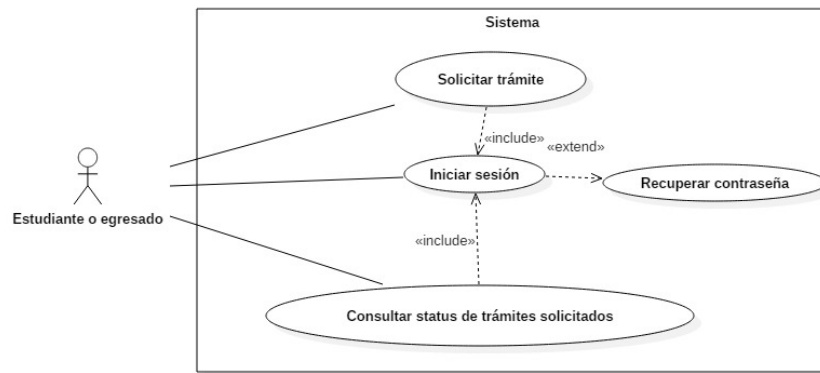 Sistema
Solicitar trámite
«include»
«extend»
Iniciar sesión
Recuperar contraseña
Estudiante o egresado
«include»
Consultar status de trámites solicitados